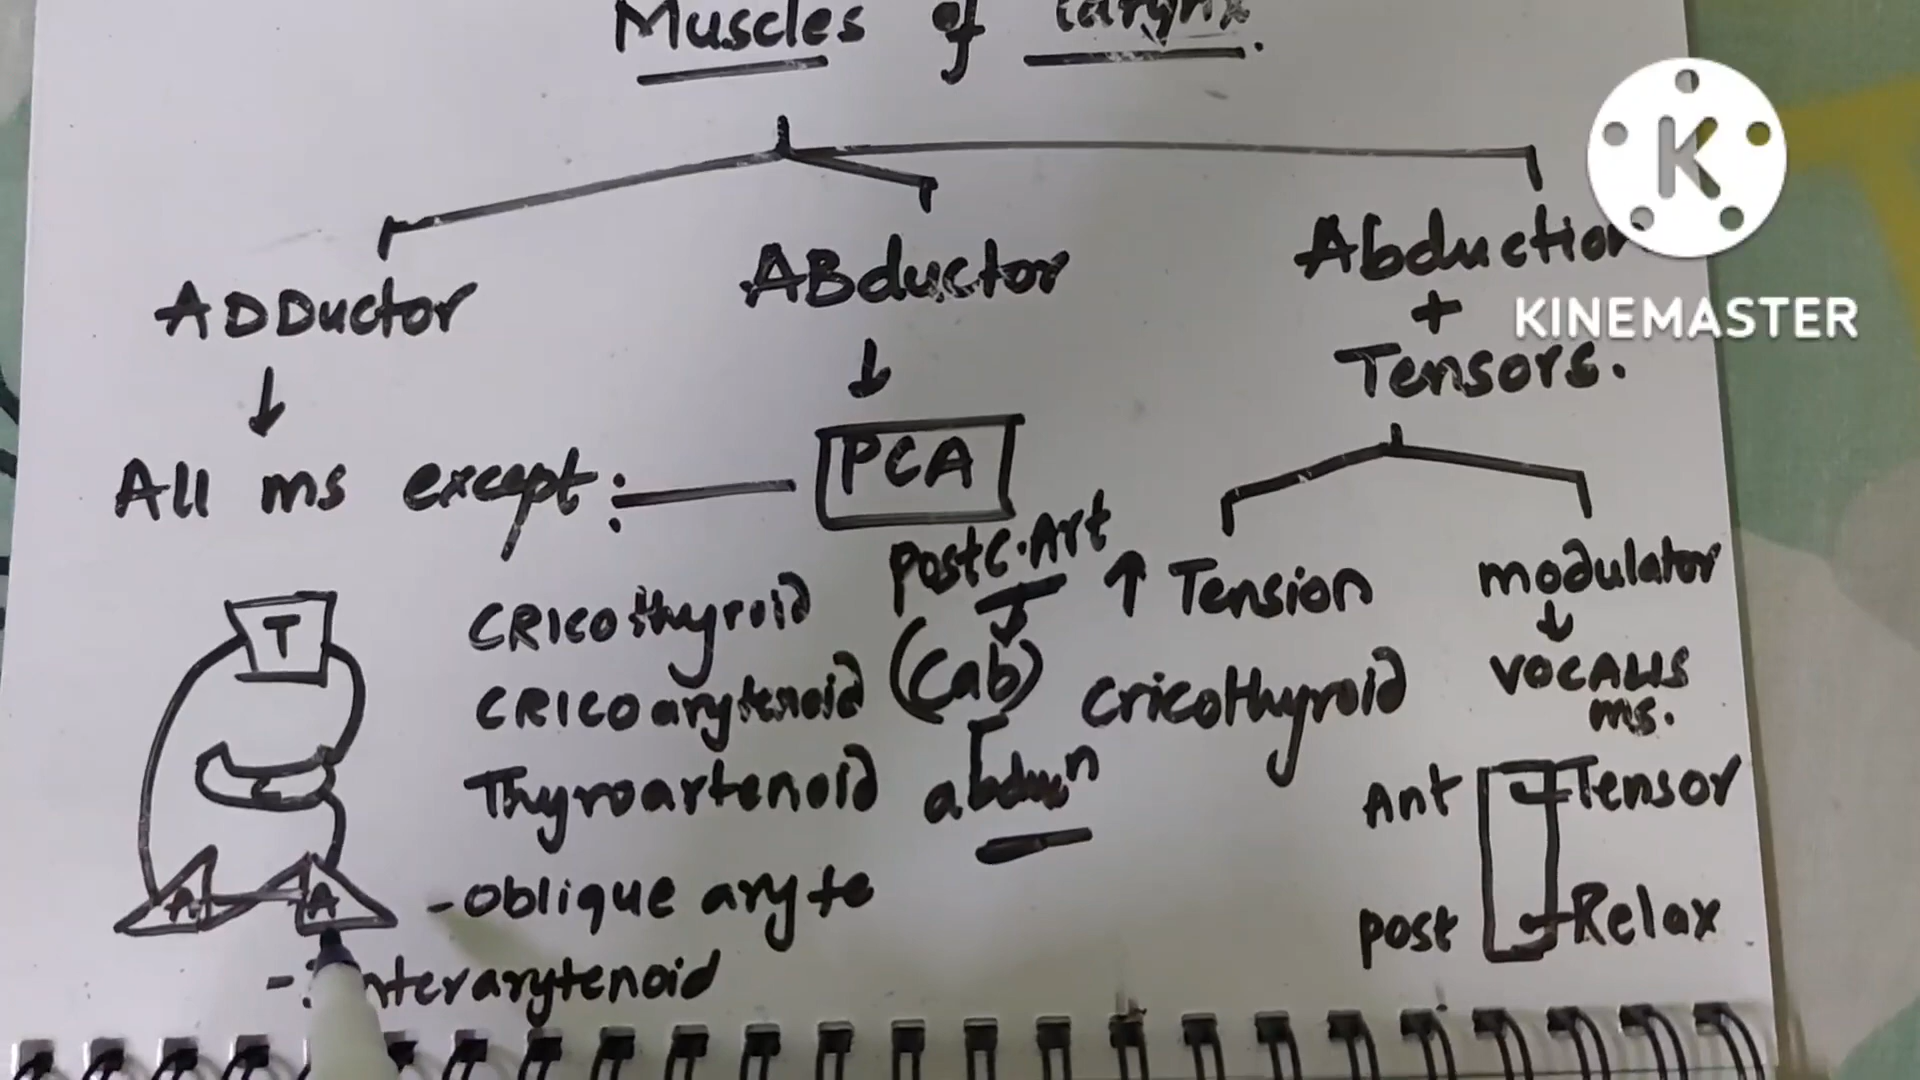 Muscles of larynx.
ADDuctor
ABductor
Abduction
+
Tensors.
All ms except:
PCA
Post C.Art
(Cab)
abduⁿ
CRICOthyroid
CRICOarytenoid
Thyroartenoid
-oblique aryte
-interarytenoid
↑ Tension
cricothyroid
modulator
VOCALIS
ms.
Ant
Tensor
post
Relax
T
A
A
K
KINEMASTER